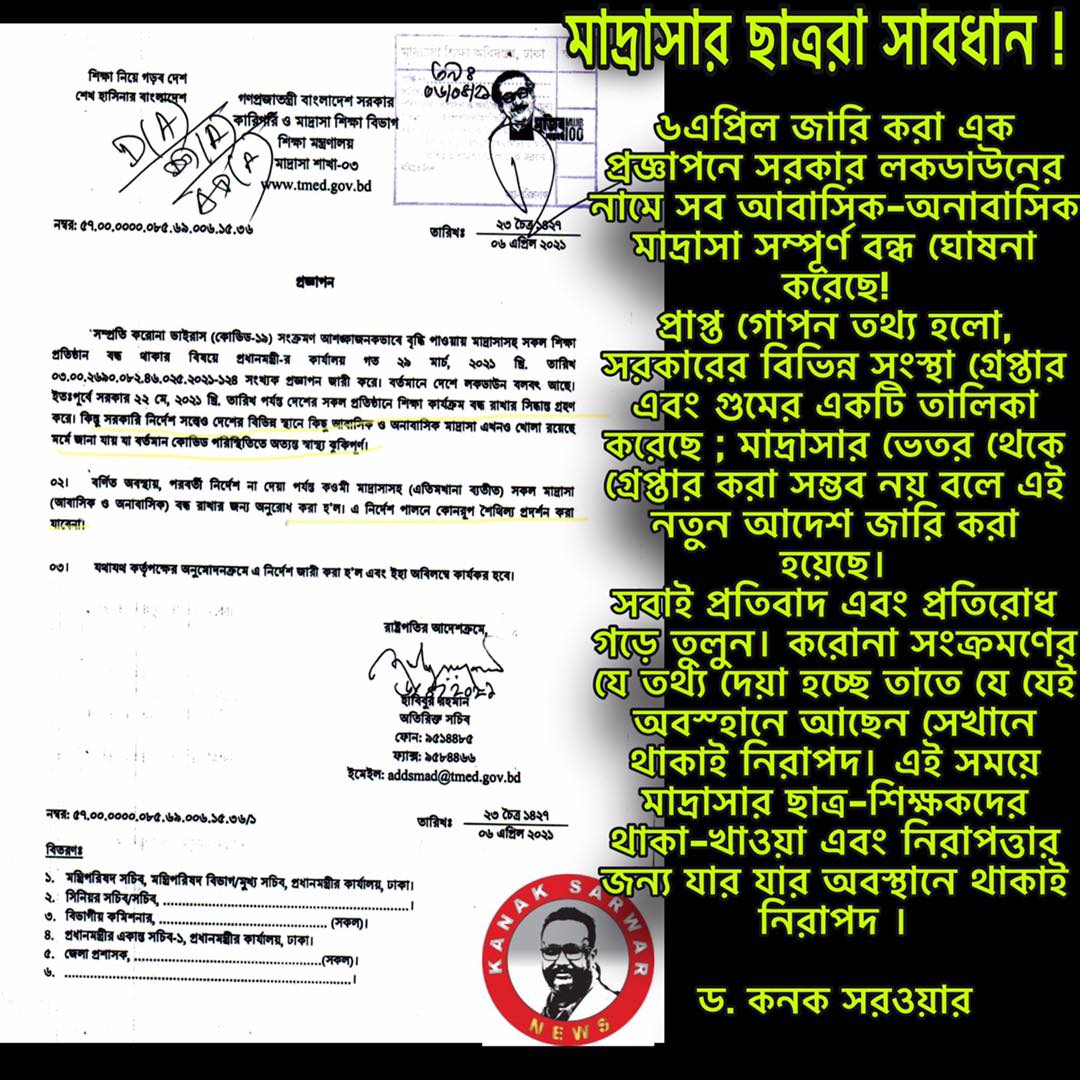 মাদ্রাসার ছাত্ররা সাবধান !
শিক্ষা নিয়ে গড়ব দেশ
শেখ হাসিনার বাংলাদেশ
গণপ্রজাতন্ত্রী বাংলাদেশ সরকার
কারিগরি ও মাদ্রাসা শিক্ষা বিভাগ
শিক্ষা মন্ত্রণালয়
মাদ্রাসা শাখা-০৩
www.tmed.gov.bd
নম্বর: ৫৭.০০.০০০০.০৮৫.৬৯.০০৬.১৫.৩৬
তারিখঃ
২৩ চৈত্র ১৪২৭
০৬ এপ্রিল ২০২১
প্রজ্ঞাপন
সম্প্রতি করোনা ভাইরাস (কোভিড-১৯) সংক্রমণ আশঙ্কাজনকভাবে বৃদ্ধি পাওয়ায় মাদ্রাসাসহ সকল শিক্ষা
প্রতিষ্ঠান বন্ধ থাকার বিষয়ে প্রধানমন্ত্রী-র কার্যালয় গত ২৯ মার্চ, ২০২১ খ্রি. তারিখ
০৩.০০.২৬৯০.০৮২.৪৬.০২৫.২০২১-১২৪ সংখ্যক প্রজ্ঞাপন জারী করে। বর্তমানে দেশে লকডাউন বলবৎ আছে।
ইতঃপূর্বে সরকার ২২ মে, ২০২১ খ্রি. তারিখ পর্যন্ত দেশের সকল প্রতিষ্ঠানে শিক্ষা কার্যক্রম বন্ধ রাখার সিদ্ধান্ত গ্রহণ
করে। কিন্তু সরকারি নির্দেশ সত্ত্বেও দেশের বিভিন্ন স্থানে কিছু আবাসিক ও অনাবাসিক মাদ্রাসা এখনও খোলা রয়েছে
মর্মে জানা যায় যা বর্তমান কোভিড পরিস্থিতিতে অত্যন্ত স্বাস্থ্য ঝুকিপূর্ণ।
০২। বর্ণিত অবস্থায়, পরবর্তী নির্দেশ না দেয়া পর্যন্ত কওমী মাদ্রাসাসহ (এতিমখানা ব্যতীত) সকল মাদ্রাসা
(আবাসিক ও অনাবাসিক) বন্ধ রাখার জন্য অনুরোধ করা হ'ল। এ নির্দেশ পালনে কোনরূপ শৈথিল্য প্রদর্শন করা
যাবেনা।
০৩। যথাযথ কর্তৃপক্ষের অনুমোদনক্রমে এ নির্দেশ জারী করা হ'ল এবং ইহা অবিলম্বে কার্যকর হবে।
রাষ্ট্রপতির আদেশক্রমে,
হাবিবুর রহমান
অতিরিক্ত সচিব
ফোন: ৯৫১৪৪৮৫
ফ্যাক্স: ৯৫৮৪৪৬৬
ইমেইল: addsmad@tmed.gov.bd
নম্বর: ৫৭.০০.০০০০.০৮৫.৬৯.০০৬.১৫.৩৬/১
তারিখঃ
২৩ চৈত্র ১৪২৭
০৬ এপ্রিল ২০২১
বিতরণঃ
১. মন্ত্রিপরিষদ সচিব, মন্ত্রিপরিষদ বিভাগ/মুখ্য সচিব, প্রধানমন্ত্রীর কার্যালয়, ঢাকা।
২. সিনিয়র সচিব/সচিব, ....................................................।
৩. বিভাগীয় কমিশনার, ........................................ (সকল)।
৪. প্রধানমন্ত্রীর একান্ত সচিব-১, প্রধানমন্ত্রীর কার্যালয়, ঢাকা।
৫. জেলা প্রশাসক, ........................................(সকল)।
৬. ............................................................।
৬এপ্রিল জারি করা এক
প্রজ্ঞাপনে সরকার লকডাউনের
নামে সব আবাসিক-অনাবাসিক
মাদ্রাসা সম্পূর্ণ বন্ধ ঘোষনা
করেছে!
প্রাপ্ত গোপন তথ্য হলো,
সরকারের বিভিন্ন সংস্থা গ্রেপ্তার
এবং গুমের একটি তালিকা
করেছে ; মাদ্রাসার ভেতর থেকে
গ্রেপ্তার করা সম্ভব নয় বলে এই
নতুন আদেশ জারি করা
হয়েছে।
সবাই প্রতিবাদ এবং প্রতিরোধ
গড়ে তুলুন। করোনা সংক্রমণের
যে তথ্য দেয়া হচ্ছে তাতে যে যেই
অবস্হানে আছেন সেখানে
থাকাই নিরাপদ। এই সময়ে
মাদ্রাসার ছাত্র-শিক্ষকদের
থাকা-খাওয়া এবং নিরাপত্তার
জন্য যার যার অবস্থানে থাকাই
নিরাপদ ।
ড. কনক সরওয়ার
KANAK SARWAR
NEWS